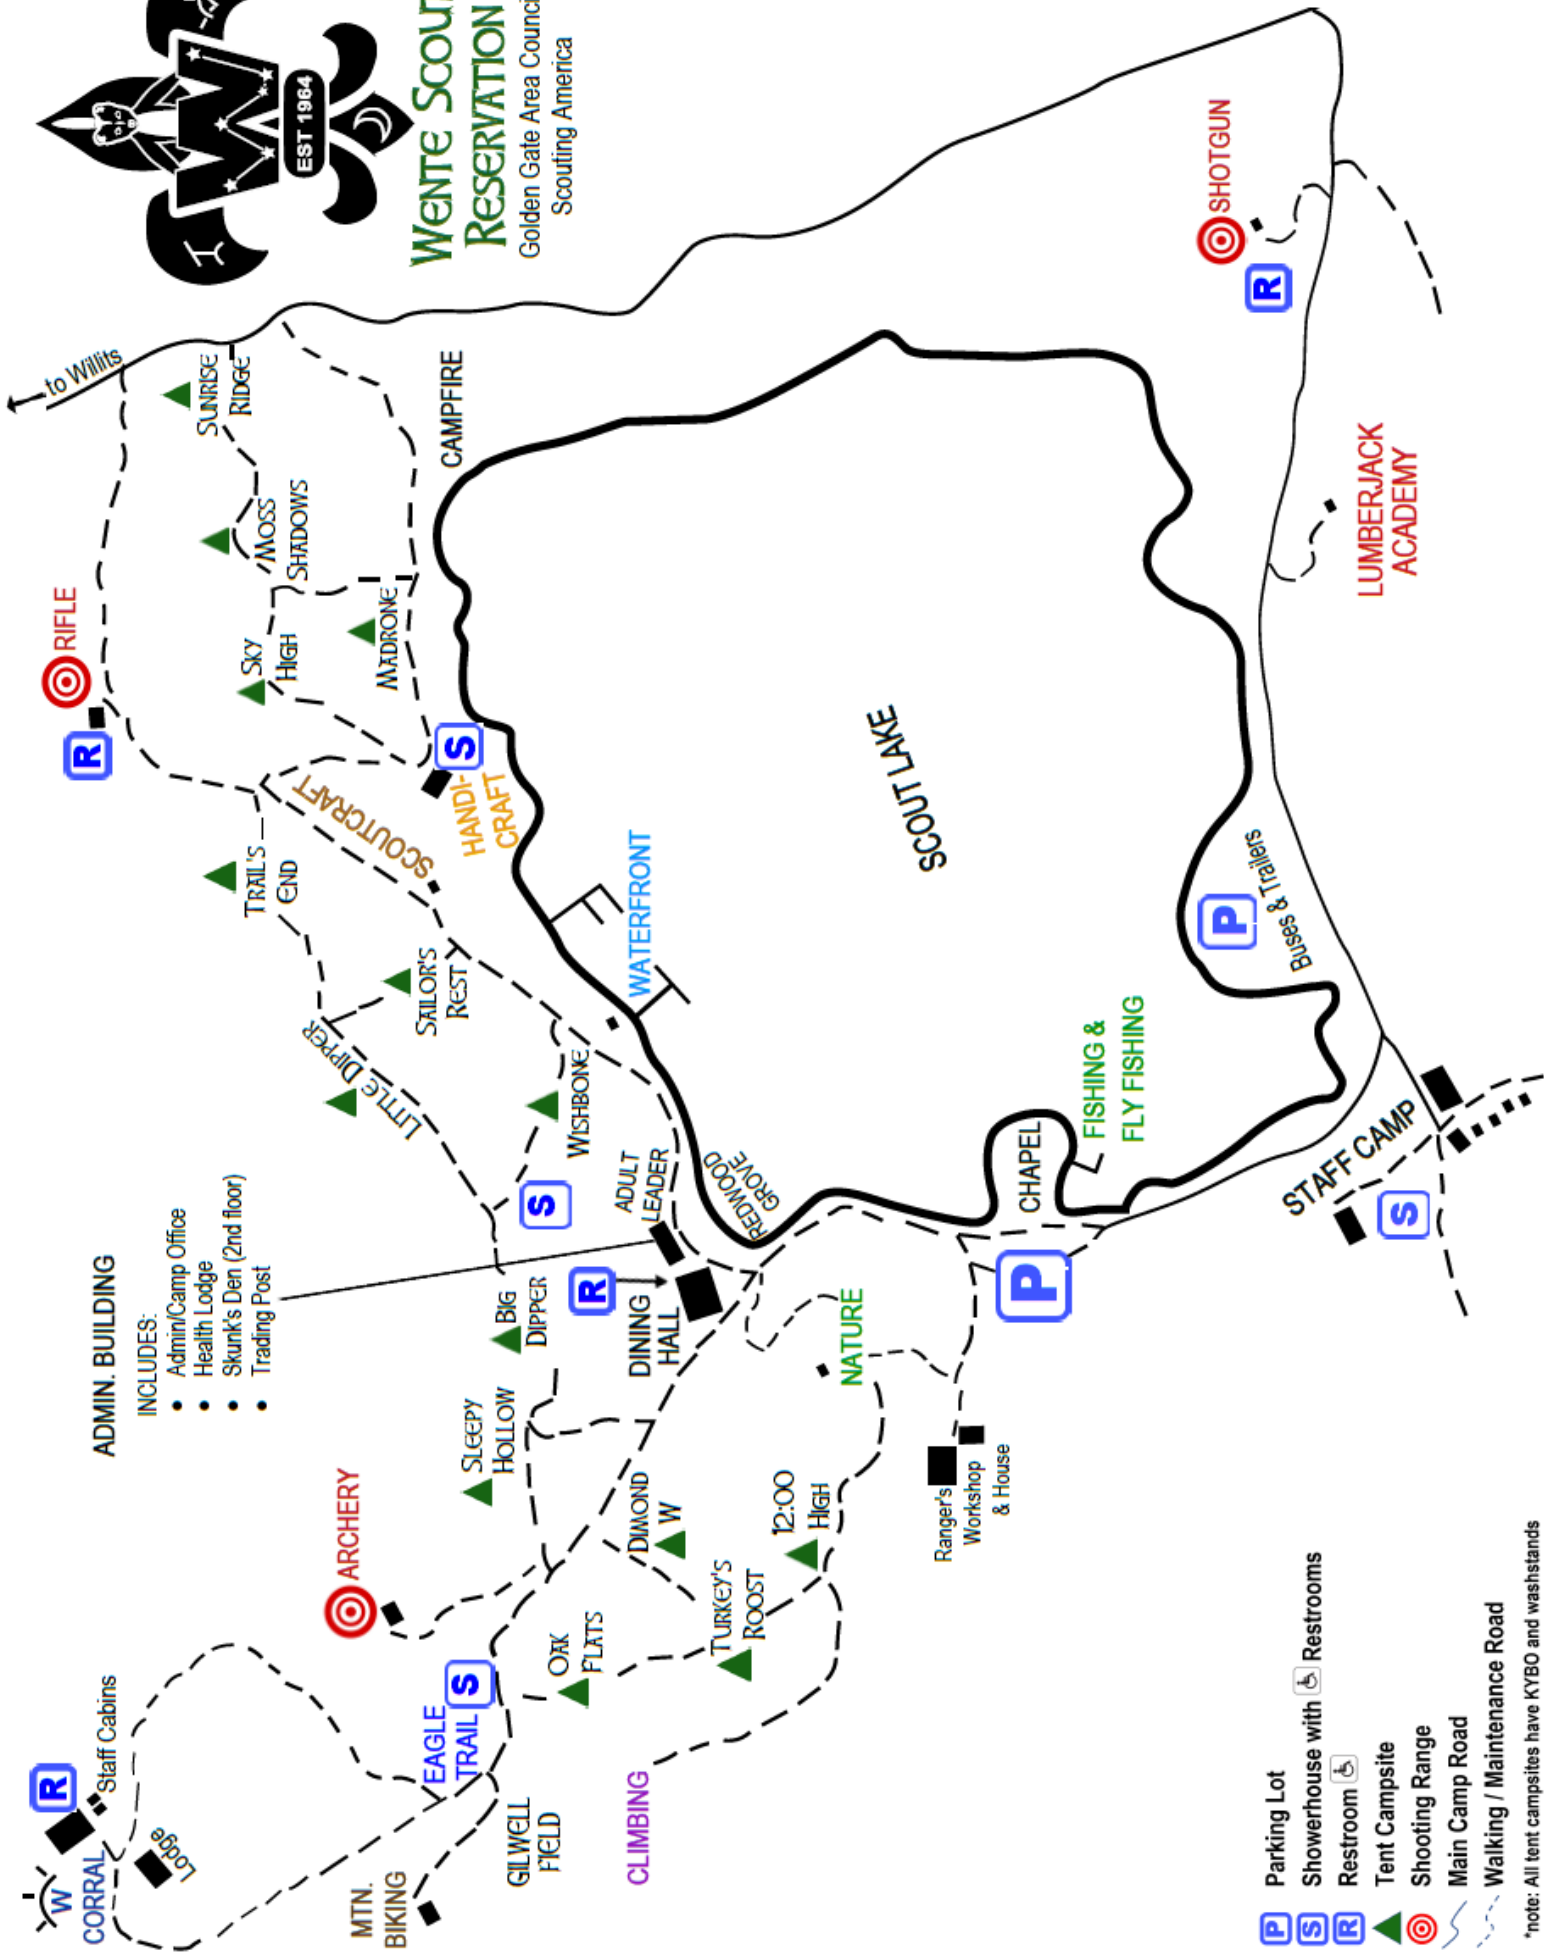 WENTE SCOUT
RESERVATION
Golden Gate Area Council
Scouting America
EST 1964
W
CORRAL
R
Staff Cabins
Lodge
MTN.
BIKING
GILWELL
FIELD
EAGLE
TRAIL
S
CLIMBING
ARCHERY
OAK
FLATS
TURKEY'S
ROOST
DIMOND
W
12:00
HIGH
SLEEPY
HOLLOW
BIG
DIPPER
ADMIN. BUILDING
INCLUDES:
• Admin/Camp Office
• Health Lodge
• Skunk's Den (2nd floor)
• Trading Post
R
DINING
HALL
S
ADULT
LEADER
REDWOOD
GROVE
NATURE
Ranger's
Workshop
& House
P
CHAPEL
FISHING &
FLY FISHING
WISHBONE
LITTLE DIPPER
SAILOR'S
REST
TRAIL'S
END
SCOUTCRAFT
HANDI-
CRAFT
S
WATERFRONT
SCOUT LAKE
R
RIFLE
SKY
HIGH
MADRONE
MOSS
SHADOWS
SUNRISE
RIDGE
to Willits
CAMPFIRE
SHOTGUN
R
LUMBERJACK
ACADEMY
P
Buses & Trailers
STAFF CAMP
S
P Parking Lot
S Showerhouse with ♿ Restrooms
R Restroom ♿
Tent Campsite
Shooting Range
Main Camp Road
Walking / Maintenance Road
*note: All tent campsites have KYBO and washstands